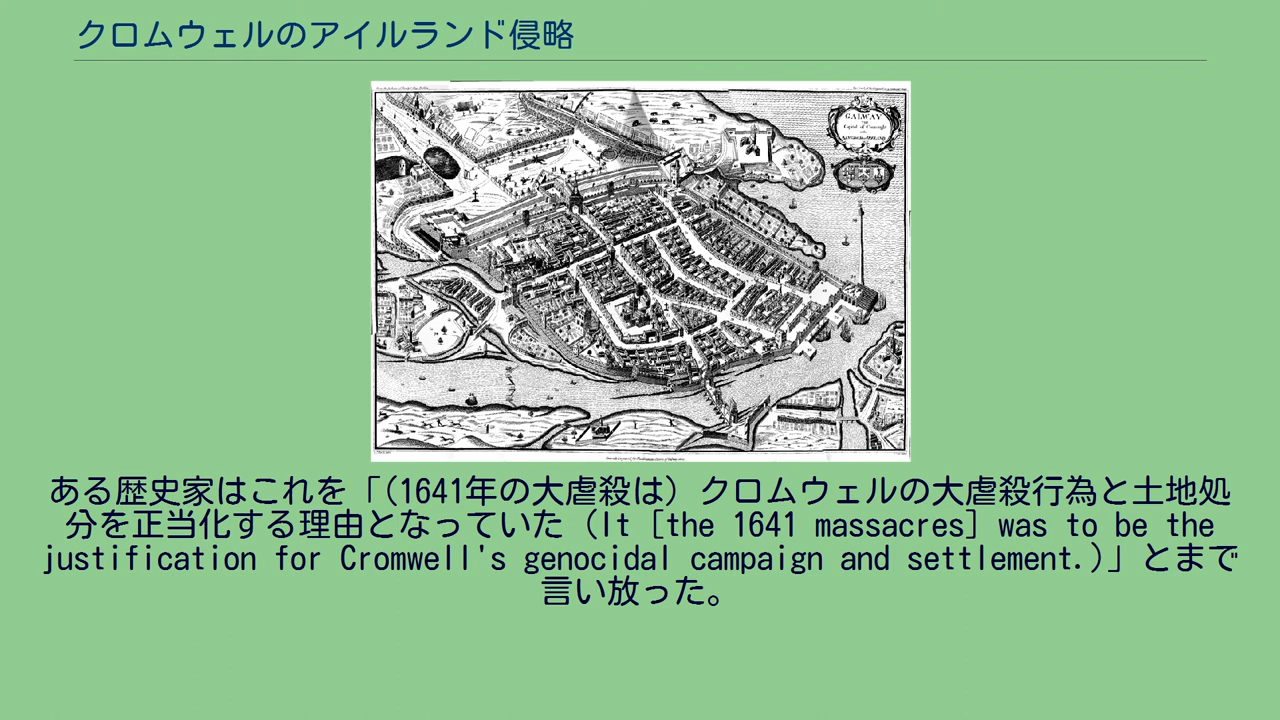 クロムウェルのアイルランド侵略
GALWAY
ある歴史家はこれを「(1641年の大虐殺は) クロムウェルの大虐殺行為と土地処
分を正当化する理由となっていた (It [the 1641 massacres] was to be the
justification for Cromwell's genocidal campaign and settlement.)」とまで
言い放った。